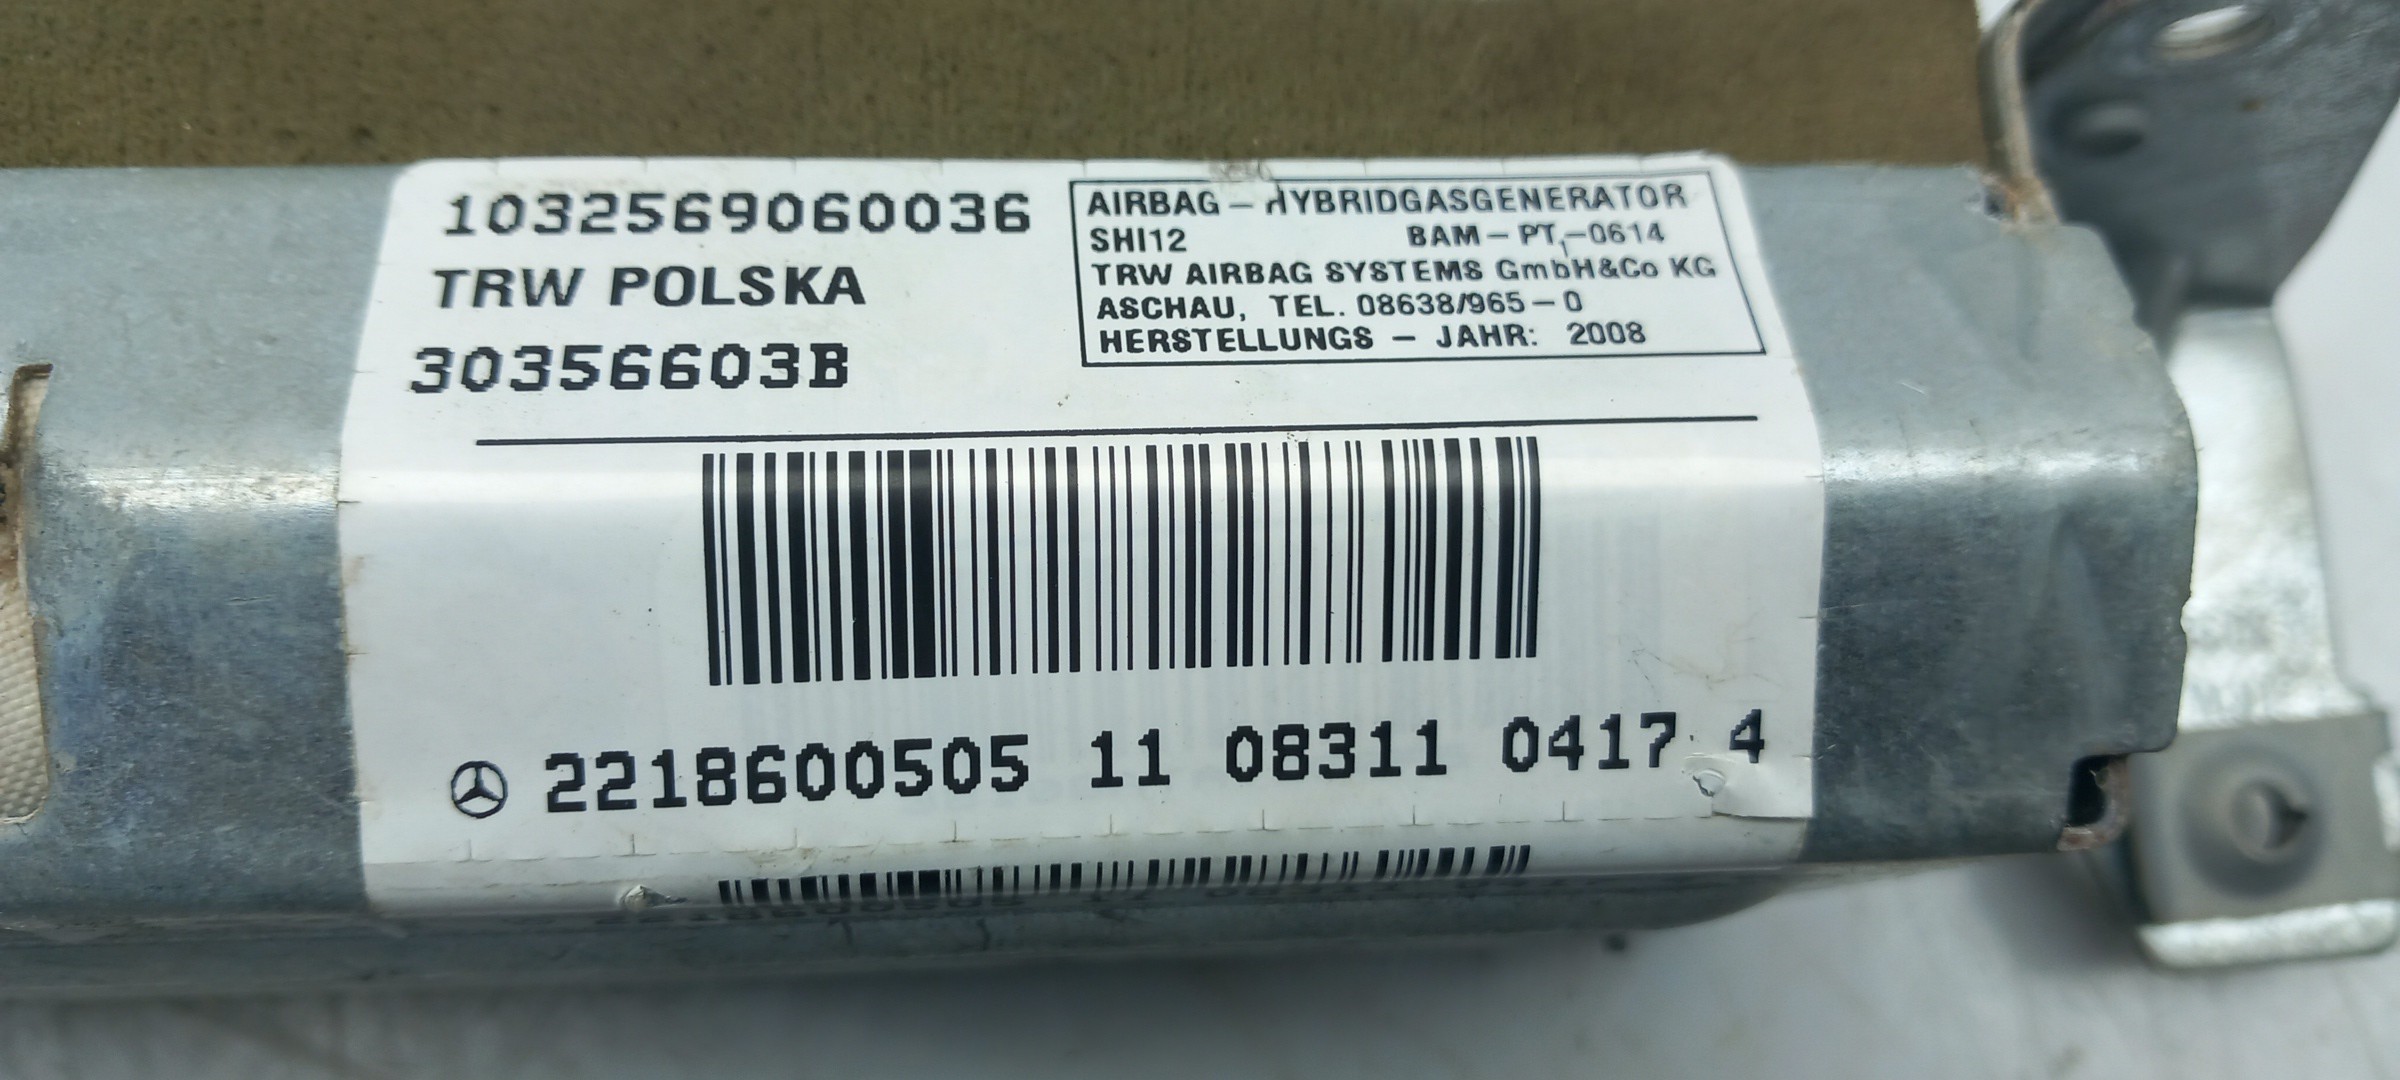 1032569060036
TRW POLSKA
30356603B
AIRBAG – HYBRIDGASGENERATOR
SHI12 BAM – PT1–0614
TRW AIRBAG SYSTEMS GmbH&Co KG
ASCHAU, TEL. 08638/965–0
HERSTELLUNGS – JAHR: 2008
2218600505 11 08311 0417 4